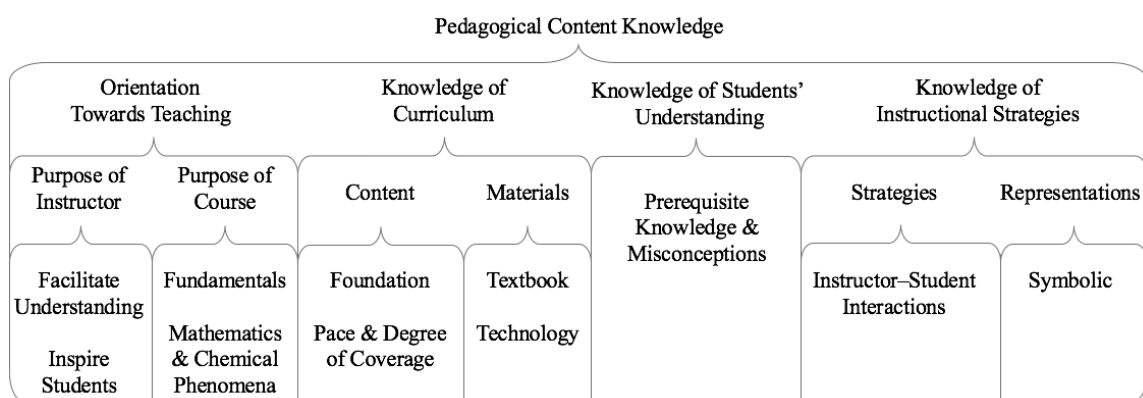 Pedagogical Content Knowledge
Orientation
Towards Teaching
Knowledge of
Curriculum
Knowledge of Students’
Understanding
Knowledge of
Instructional Strategies
Purpose of
Instructor
Purpose of
Course
Content
Materials
Prerequisite
Knowledge &
Misconceptions
Strategies
Representations
Facilitate
Understanding
Inspire
Students
Fundamentals
Mathematics
& Chemical
Phenomena
Foundation
Pace & Degree
of Coverage
Textbook
Technology
Instructor–Student
Interactions
Symbolic